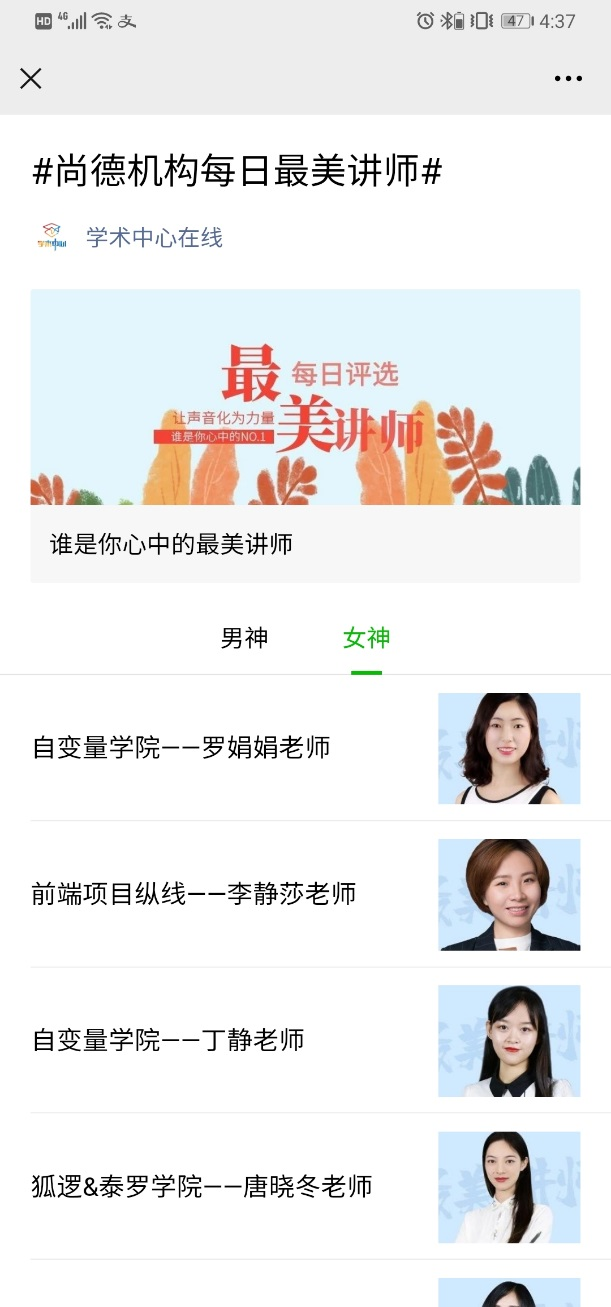 HD 4G 支 47 4:37
#尚德机构每日最美讲师#
学术中心在线
最 每日评选
让声音化为力量
谁是你心中的NO.1
美讲师
谁是你心中的最美讲师
男神 女神
自变量学院——罗娟娟老师
前端项目纵线——李静莎老师
自变量学院——丁静老师
狐逻&泰罗学院——唐晓冬老师